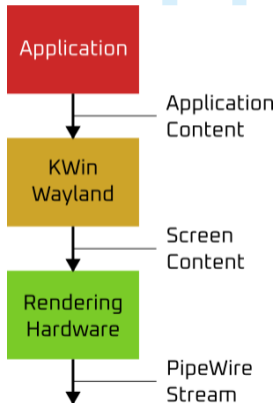 Application
Application
Content
KWin
Wayland
Screen
Content
Rendering
Hardware
PipeWire
Stream